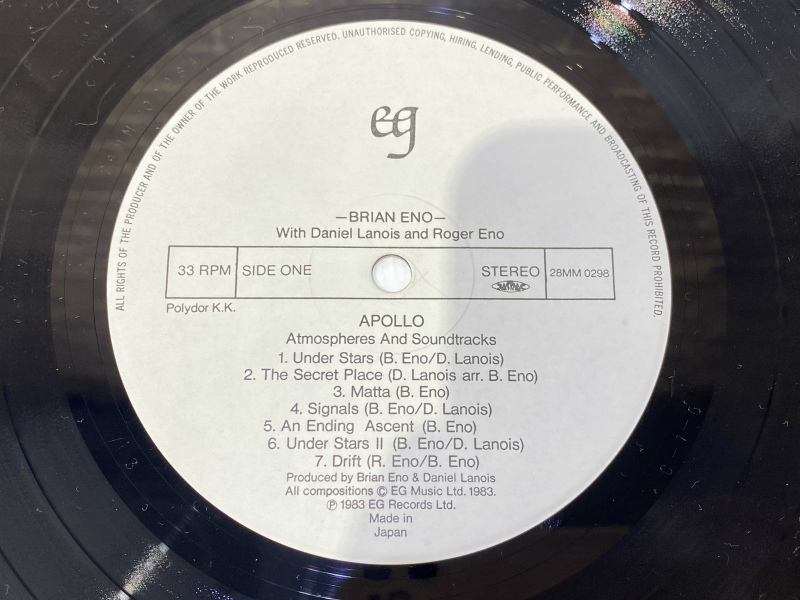 ALL RIGHTS OF THE PRODUCER AND OF THE OWNER OF THE WORK REPRODUCED RESERVED, UNAUTHORISED COPYING, HIRING, LENDING, PUBLIC PERFORMANCE AND BROADCASTING OF THIS RECORD PROHIBITED.
eg
—BRIAN ENO—
With Daniel Lanois and Roger Eno
33 RPM SIDE ONE STEREO 28MM 0298
Polydor K.K.
APOLLO
Atmospheres And Soundtracks
1. Under Stars (B. Eno/D. Lanois)
2. The Secret Place (D. Lanois arr. B. Eno)
3. Matta (B. Eno)
4. Signals (B. Eno/D. Lanois)
5. An Ending Ascent (B. Eno)
6. Under Stars II (B. Eno/D. Lanois)
7. Drift (R. Eno/B. Eno)
Produced by Brian Eno & Daniel Lanois
All compositions © EG Music Ltd. 1983.
℗ 1983 EG Records Ltd.
Made in
Japan